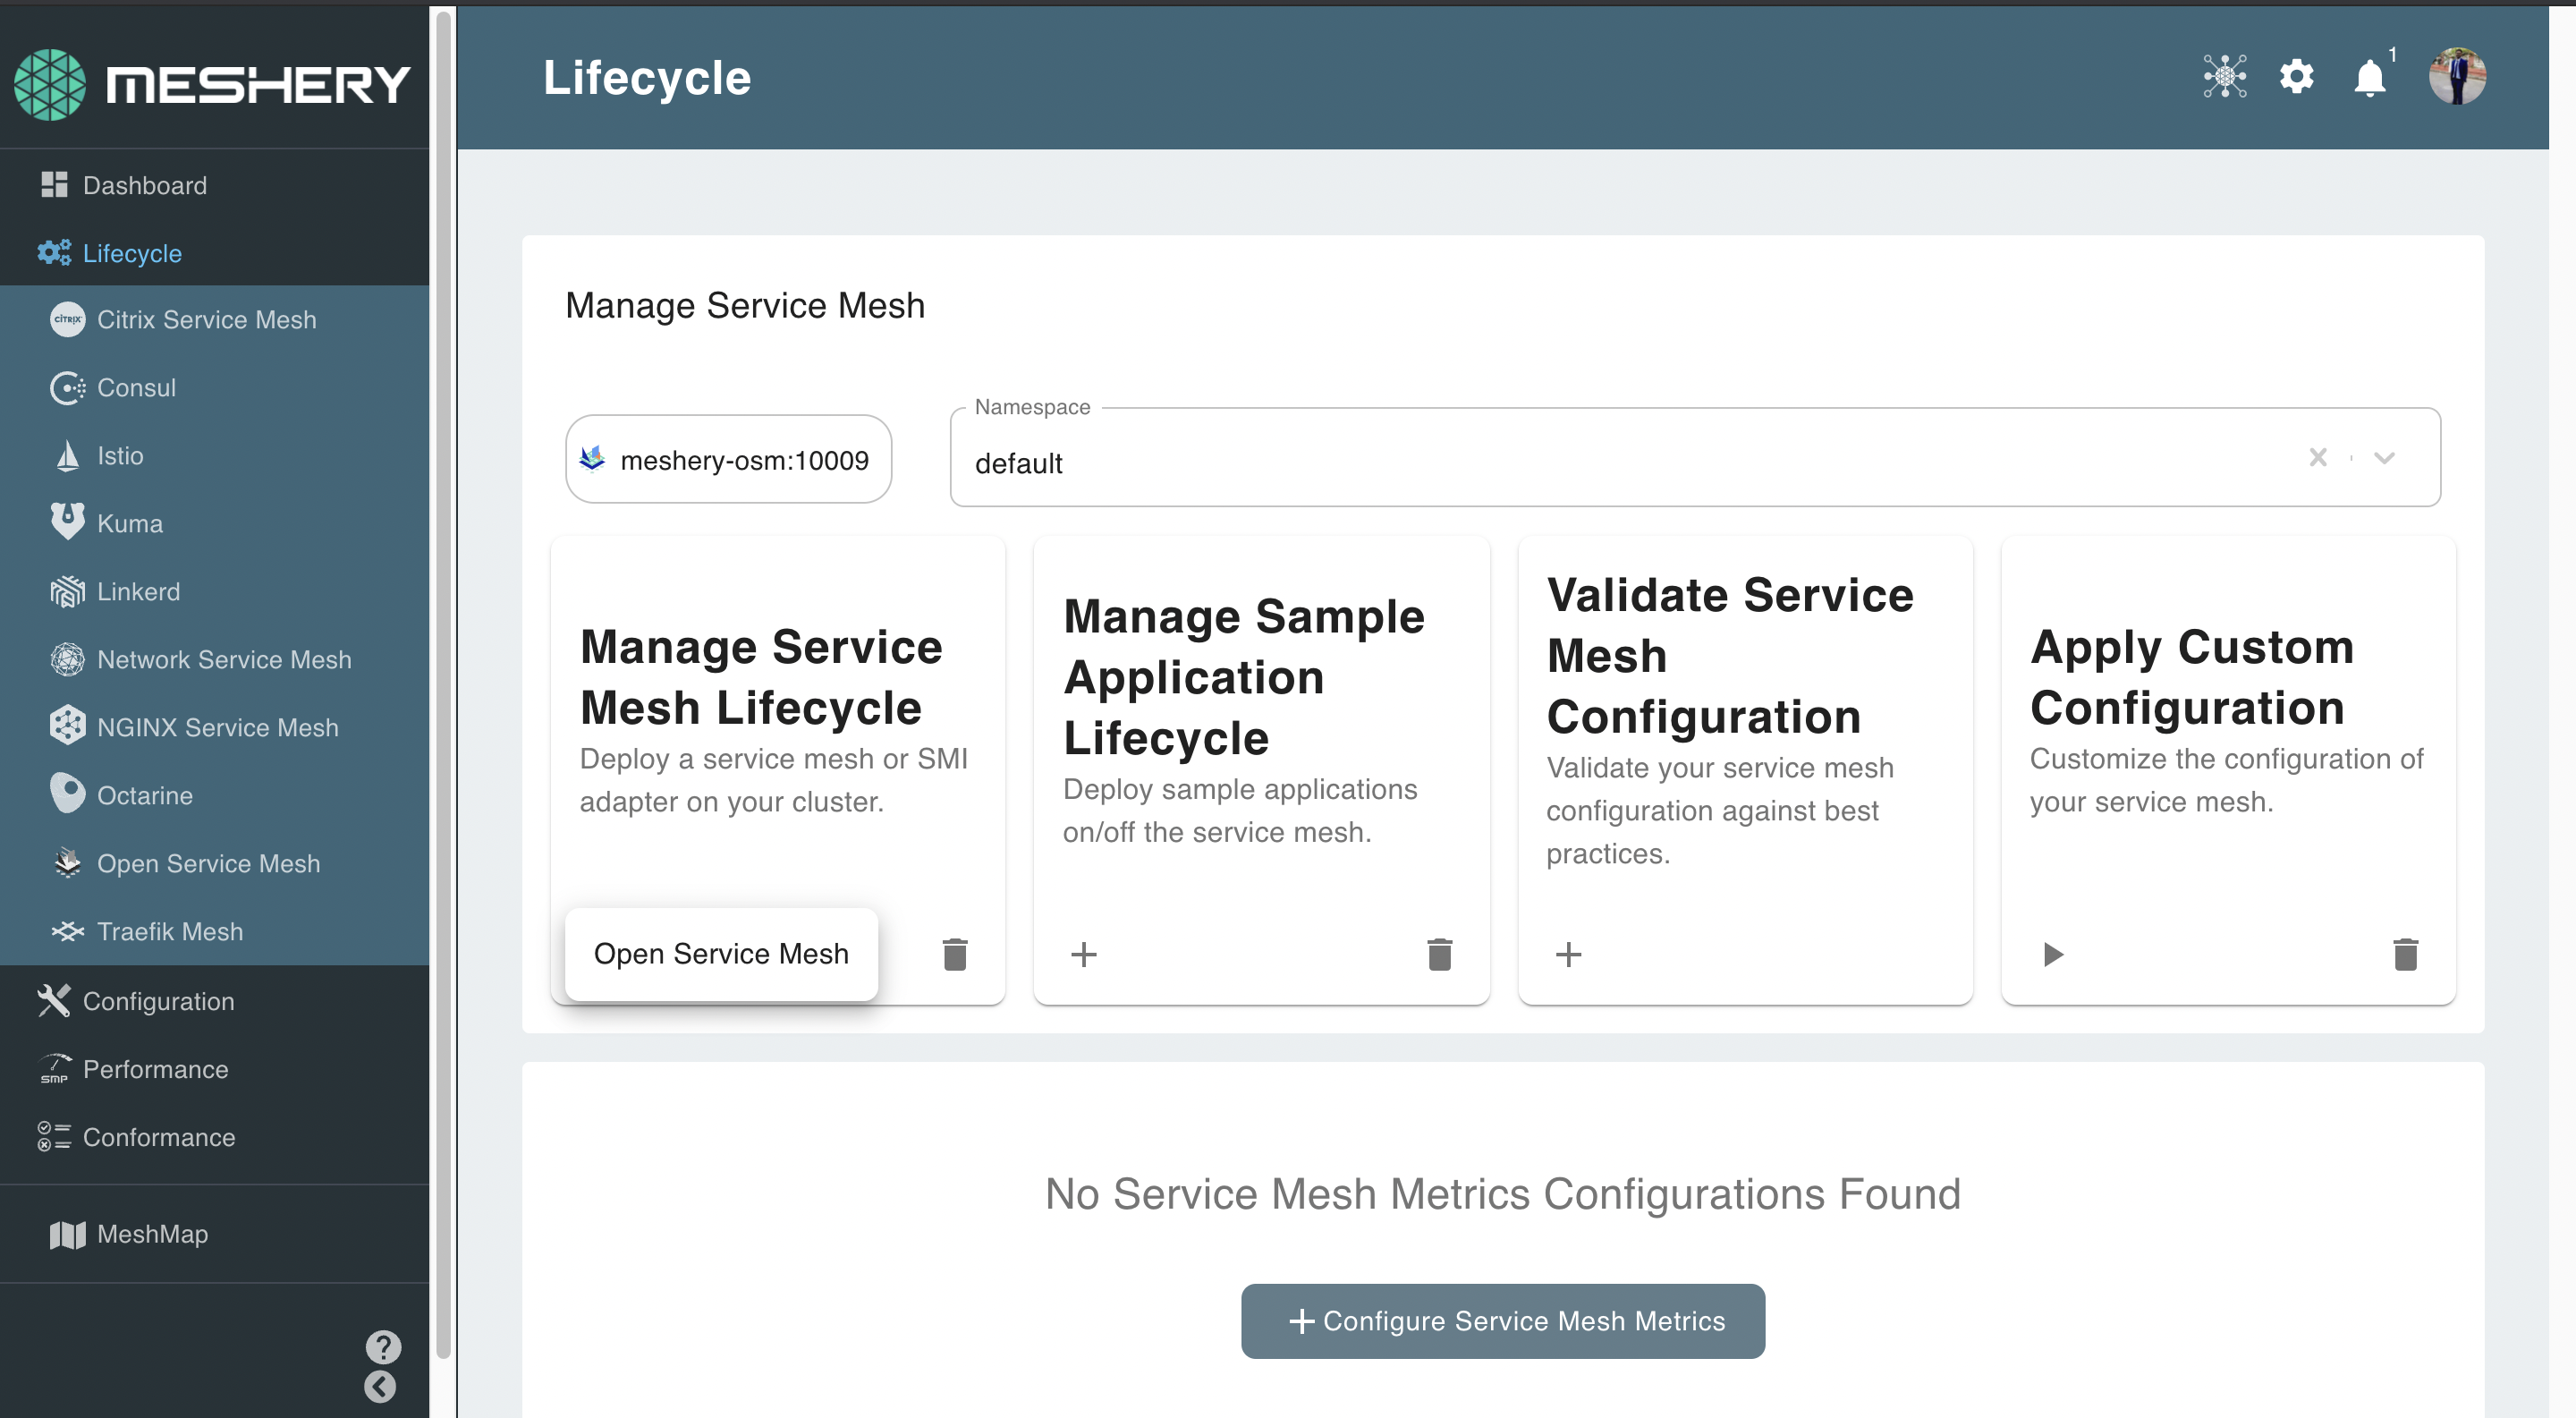 MESHERY
Lifecycle
1
Dashboard
Lifecycle
CITRIX
Citrix Service Mesh
Consul
Istio
Kuma
Linkerd
Network Service Mesh
NGINX Service Mesh
Octarine
Open Service Mesh
Traefik Mesh
Configuration
SMP
Performance
Conformance
MeshMap
?
Manage Service Mesh
meshery-osm:10009
Namespace
default
Manage Service
Mesh Lifecycle
Deploy a service mesh or SMI
adapter on your cluster.
Open Service Mesh
Manage Sample
Application
Lifecycle
Deploy sample applications
on/off the service mesh.
Validate Service
Mesh
Configuration
Validate your service mesh
configuration against best
practices.
Apply Custom
Configuration
Customize the configuration of
your service mesh.
No Service Mesh Metrics Configurations Found
+ Configure Service Mesh Metrics